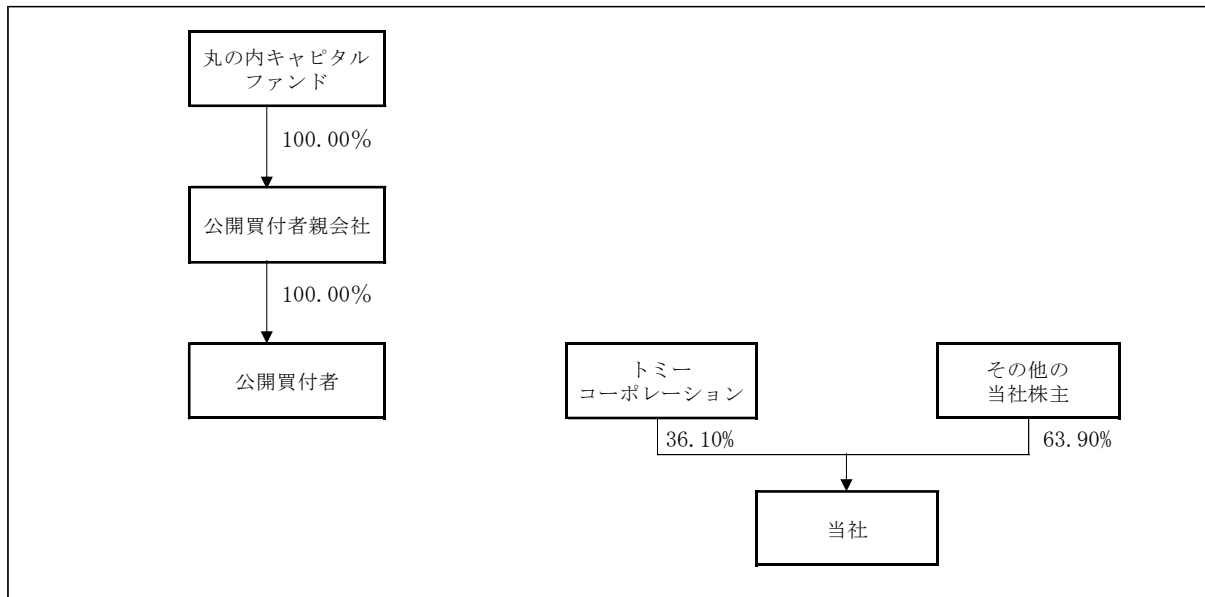 丸の内キャピタル
ファンド
100.00%
公開買付者親会社
100.00%
公開買付者
トミー
コーポレーション
その他の
当社株主
36.10%
63.90%
当社